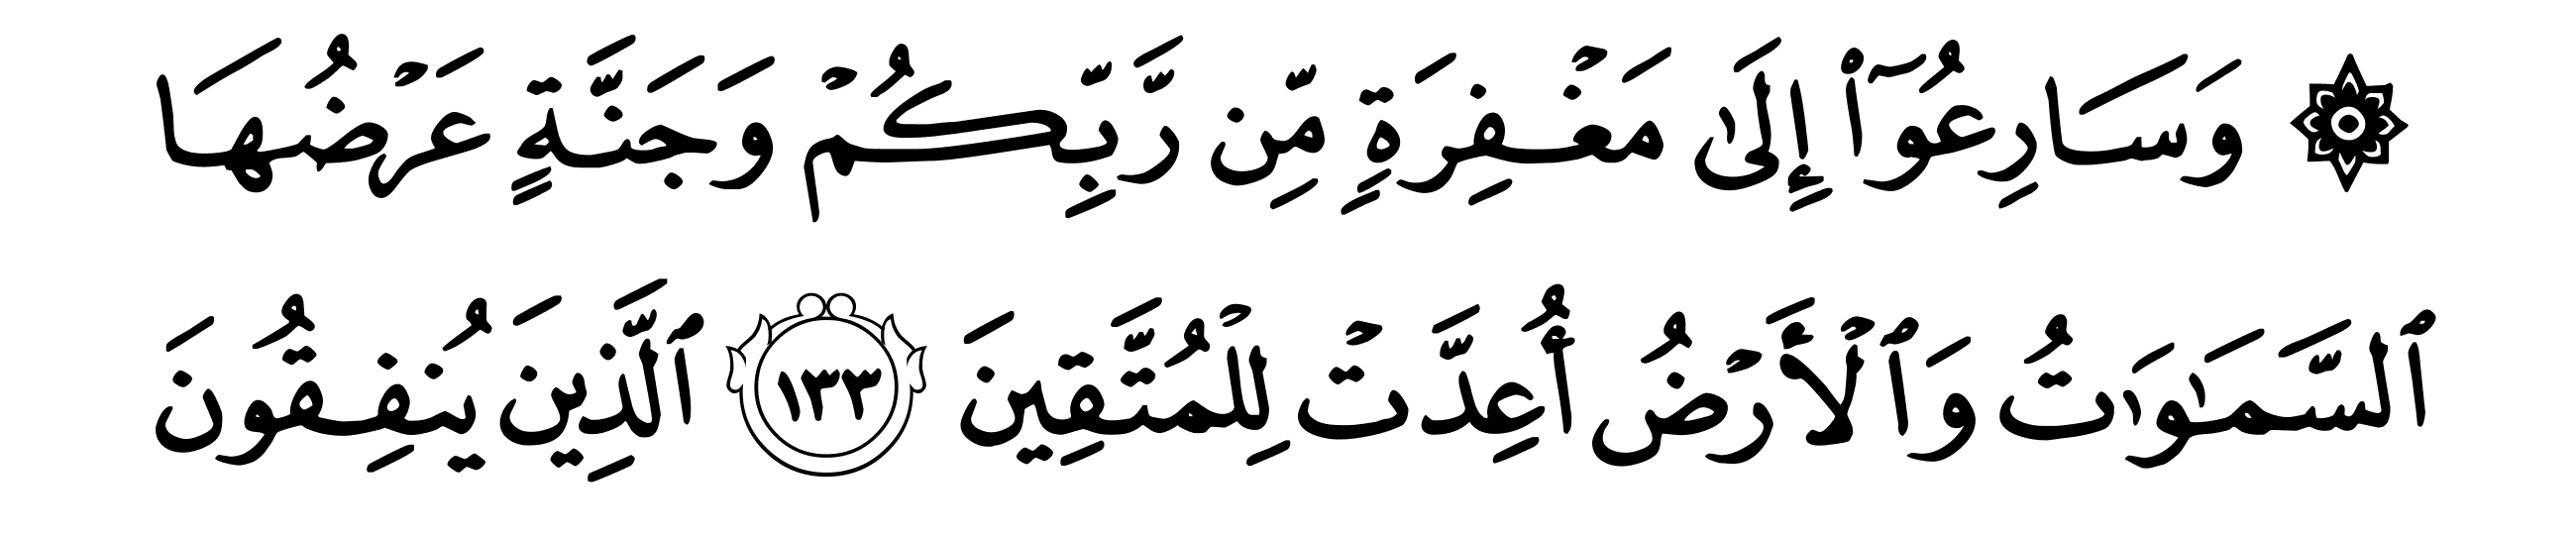 ۞ وَسَارِعُوٓا۟ إِلَىٰ مَغْفِرَةٍ مِّن رَّبِّكُمْ وَجَنَّةٍ عَرْضُهَا
ٱلسَّمَـٰوَٰتُ وَٱلْأَرْضُ أُعِدَّتْ لِلْمُتَّقِينَ ١٣٣ ٱلَّذِينَ يُنفِقُونَ